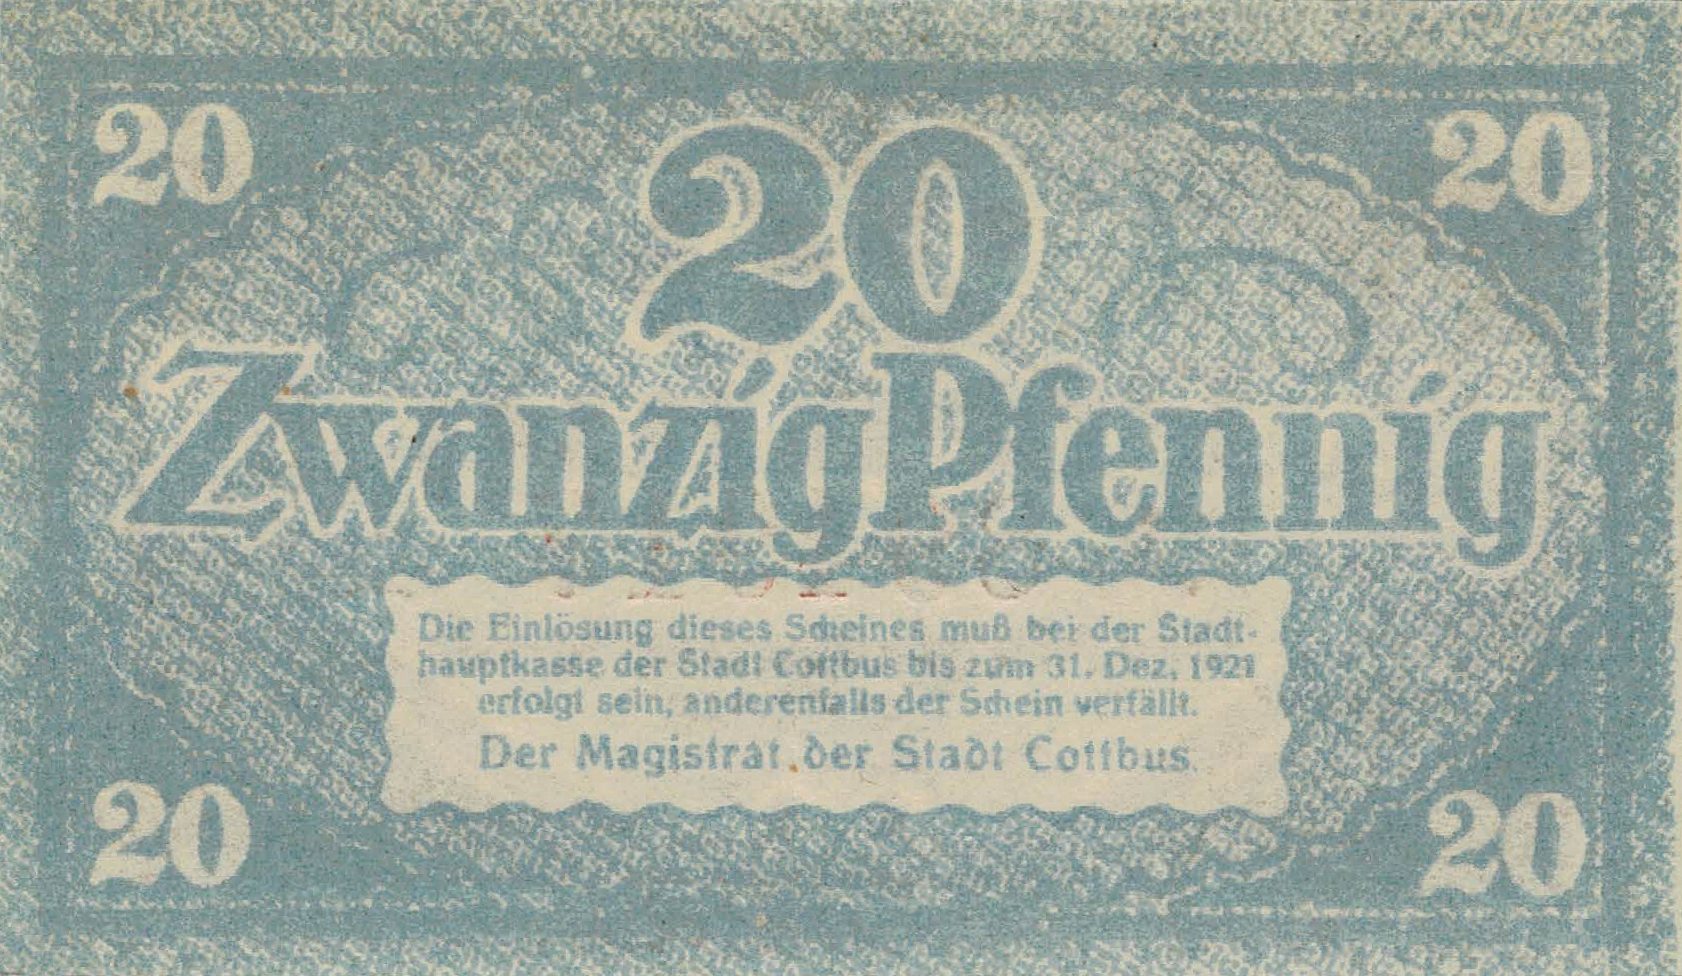 20 20
20
Zwanzig Pfennig
Die Einlösung dieses Scheines muß bei der Stadt-
hauptkasse der Stadt Cottbus bis zum 31. Dez. 1921
erfolgt sein, anderenfalls der Schein verfällt.
Der Magistrat der Stadt Cottbus.
20 20